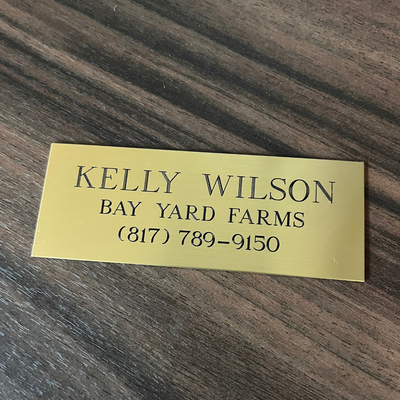 KELLY WILSON
BAY YARD FARMS
(817) 789-9150